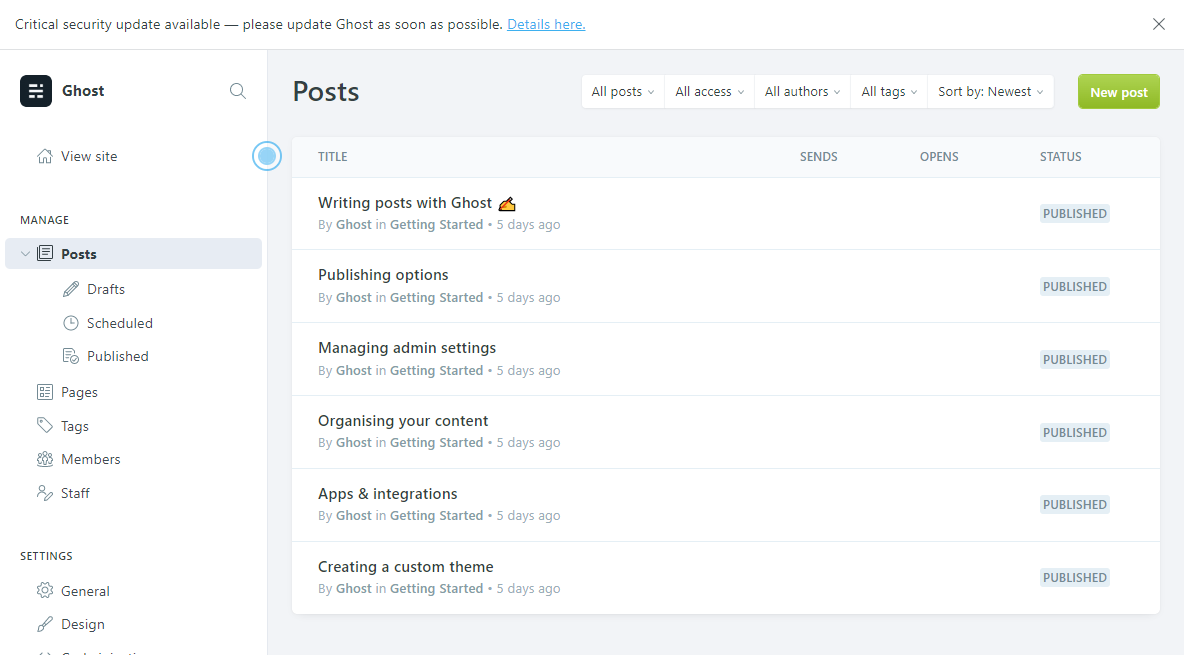 Critical security update available — please update Ghost as soon as possible. Details here.
Ghost
View site
MANAGE
Posts
Drafts
Scheduled
Published
Pages
Tags
Members
Staff
SETTINGS
General
Design
Posts
All posts
All access
All authors
All tags
Sort by: Newest
New post
TITLE SENDS OPENS STATUS
Writing posts with Ghost ✍️
By Ghost in Getting Started • 5 days ago
PUBLISHED
Publishing options
By Ghost in Getting Started • 5 days ago
PUBLISHED
Managing admin settings
By Ghost in Getting Started • 5 days ago
PUBLISHED
Organising your content
By Ghost in Getting Started • 5 days ago
PUBLISHED
Apps & integrations
By Ghost in Getting Started • 5 days ago
PUBLISHED
Creating a custom theme
By Ghost in Getting Started • 5 days ago
PUBLISHED